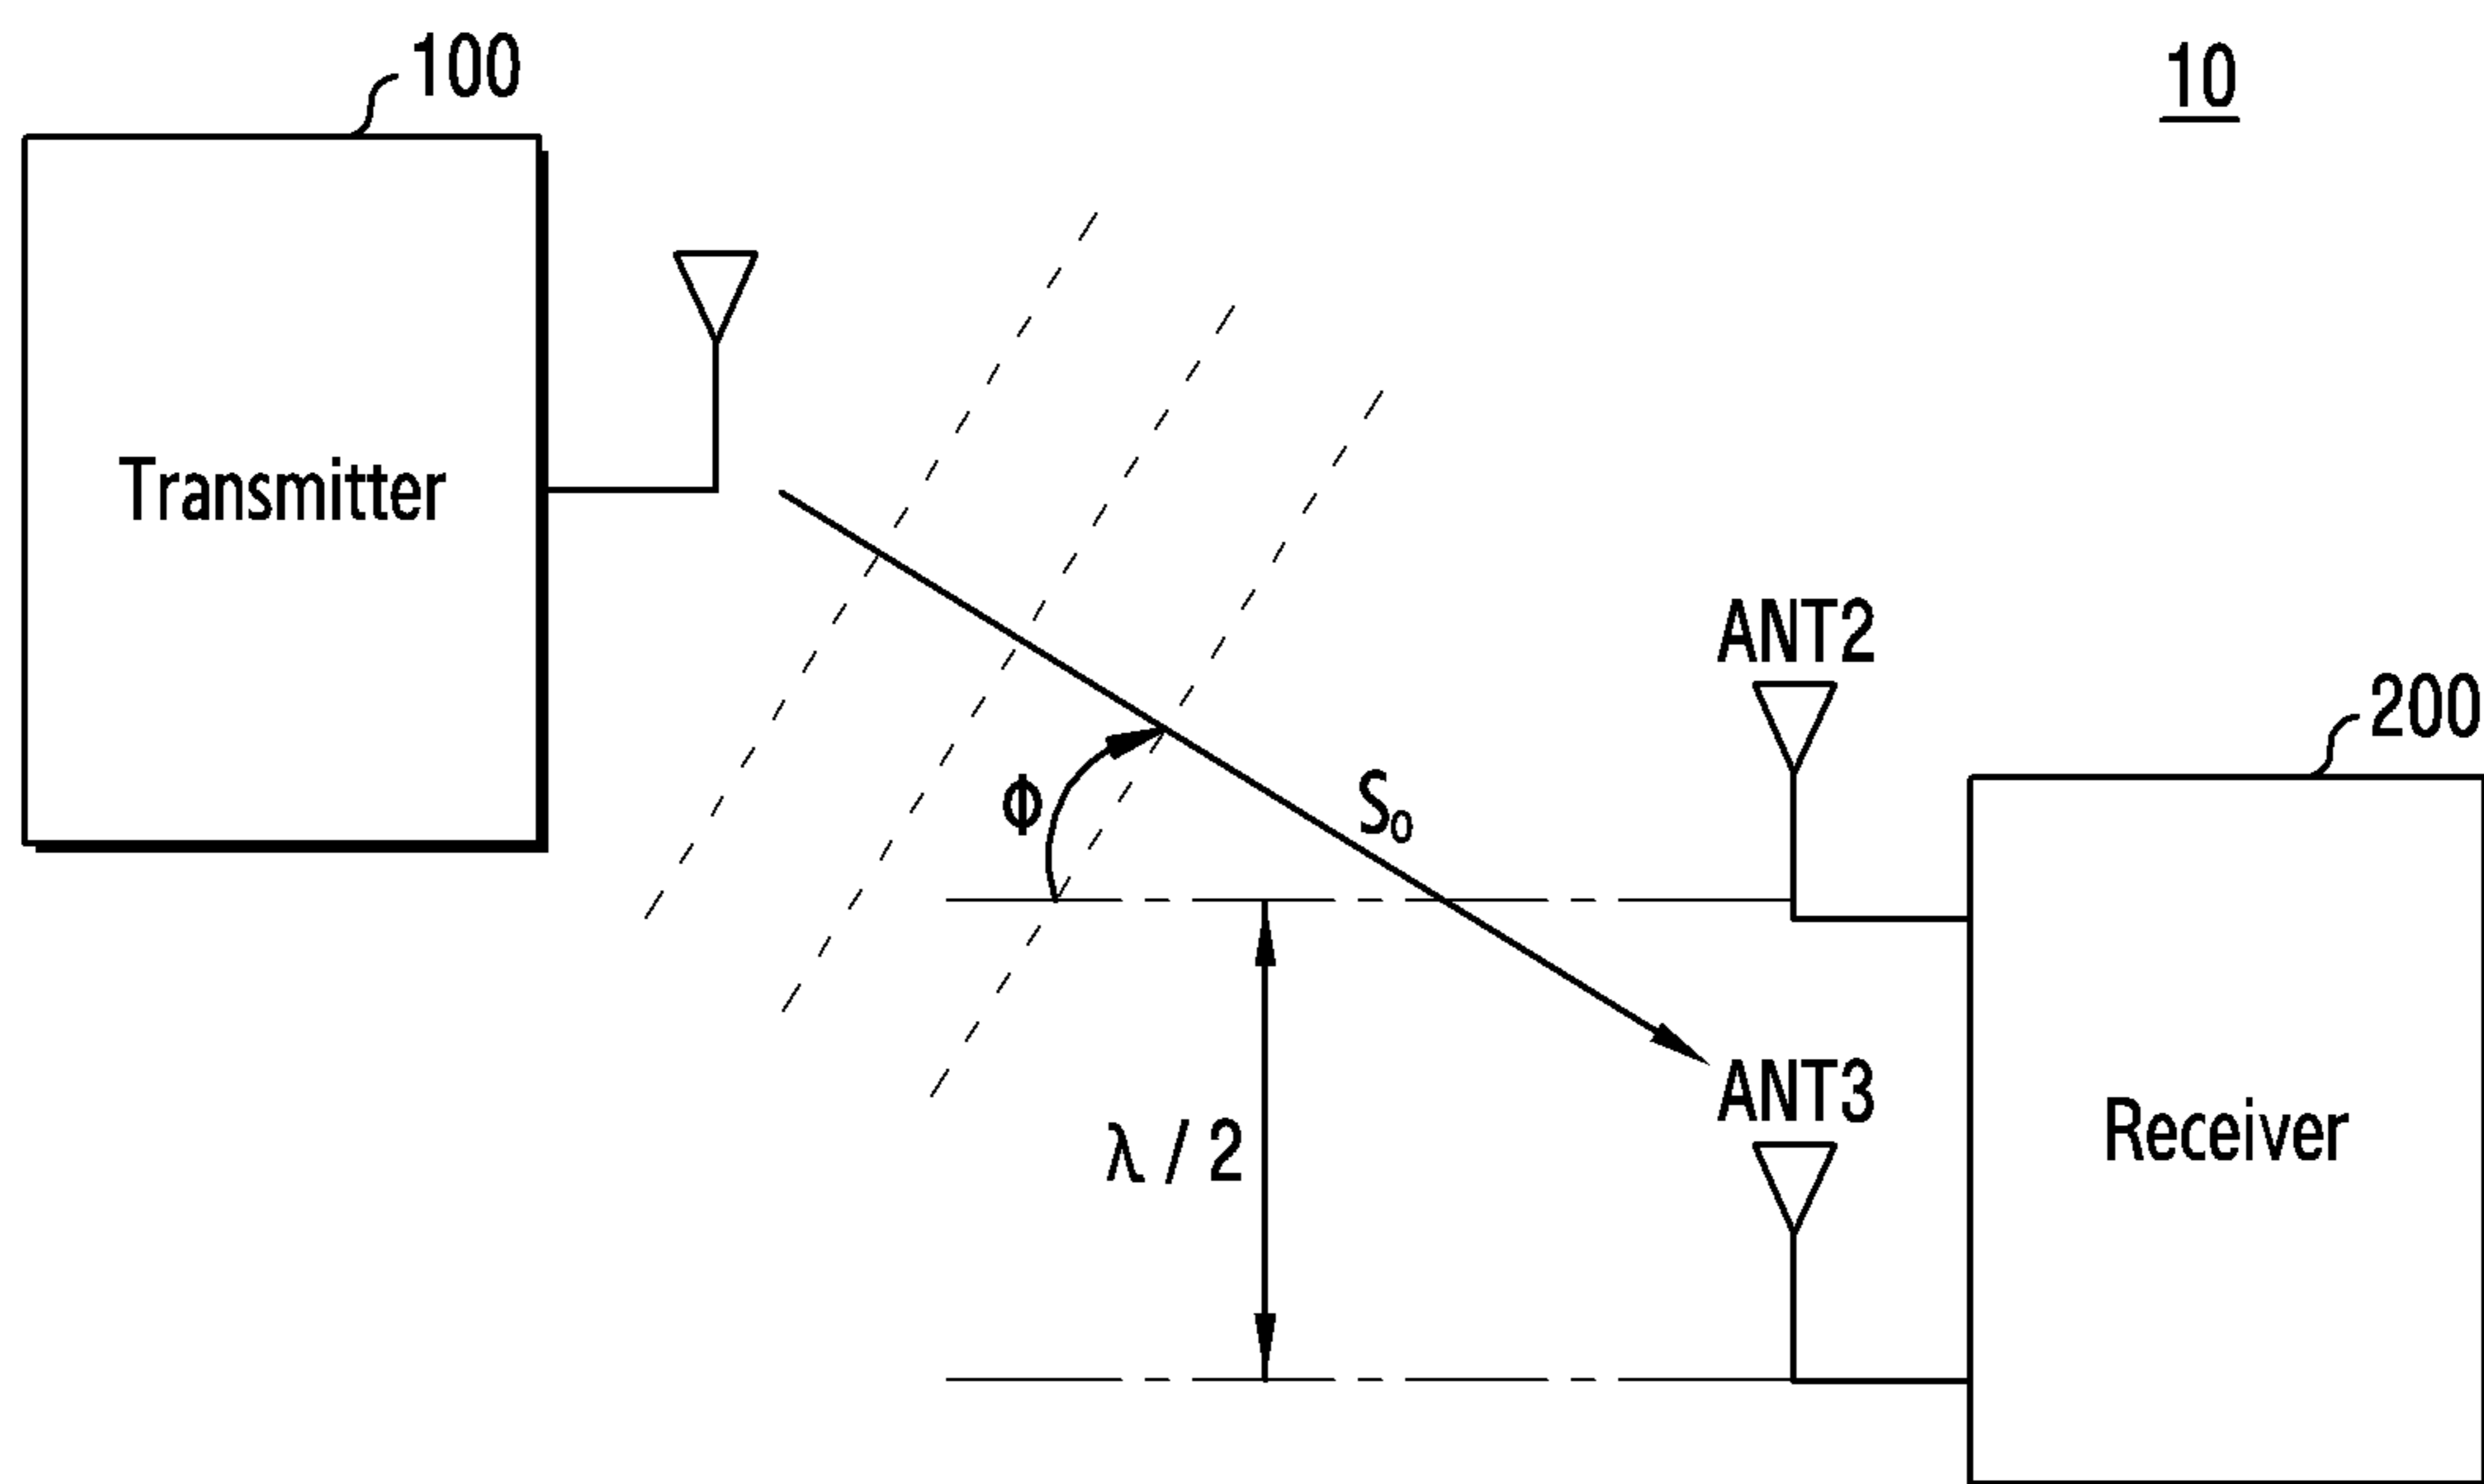 100
10
Transmitter
ANT2
200
Φ
S₀
ANT3
λ / 2
Receiver